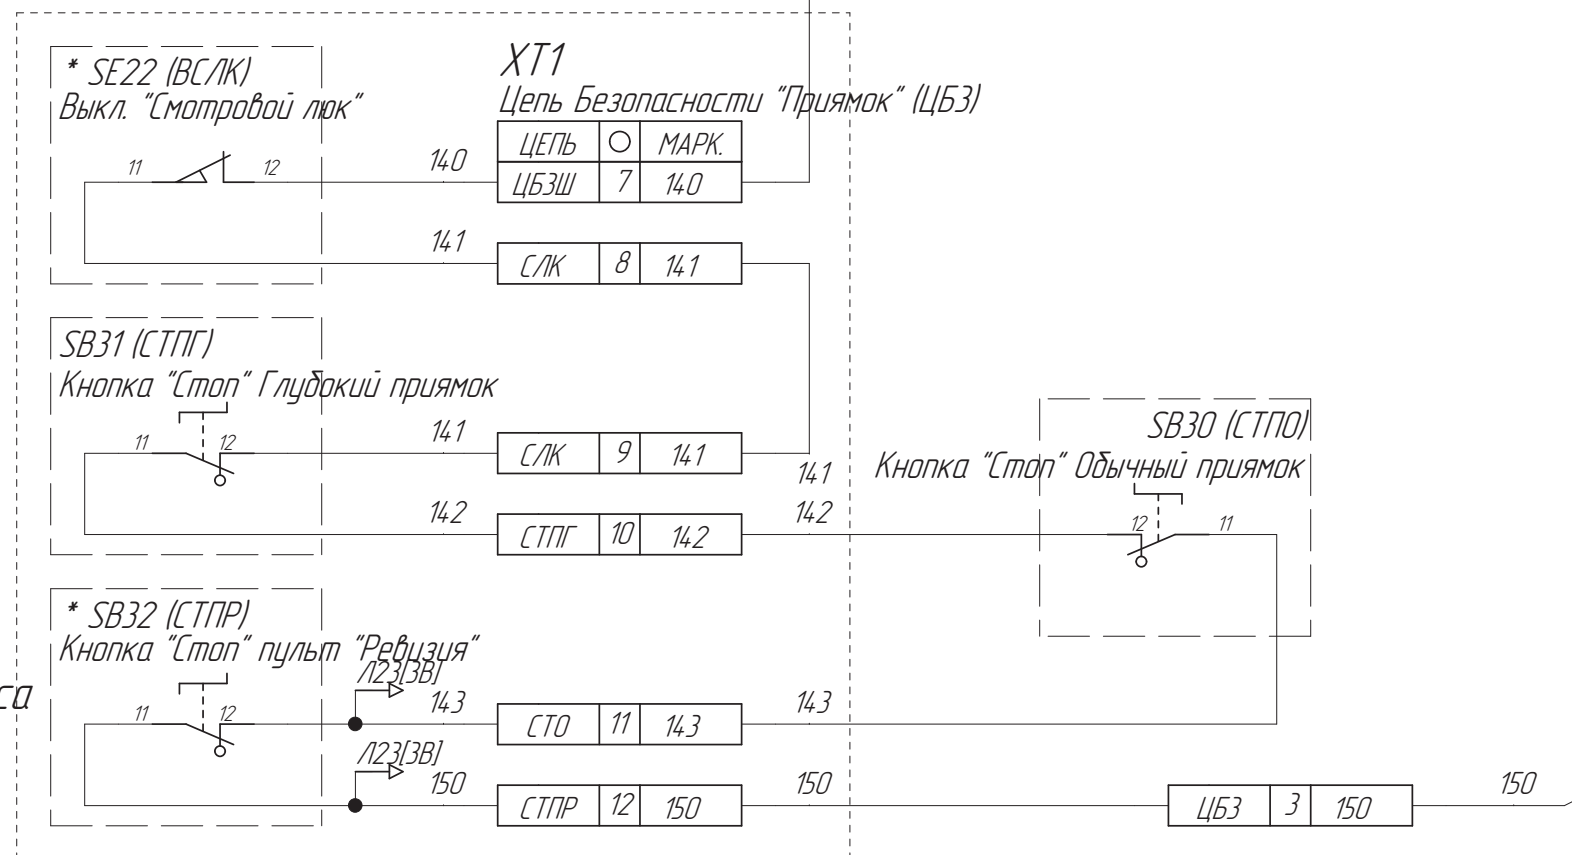 * SE22 (ВСЛК)
Выкл. "Смотровой люк"
11 12
140
141
XT1
Цепь Безопасности "Приямок" (ЦБЗ)
ЦЕПЬ МАРК.
ЦБЗШ 7 140
СЛК 8 141
SB31 (СТПГ)
Кнопка "Стоп" Глубокий приямок
11 12
141
142
СЛК 9 141
141
СТПГ 10 142
142
SB30 (СТПО)
Кнопка "Стоп" Обычный приямок
12 11
* SB32 (СТПР)
Кнопка "Стоп" пульт "Ревизия"
11 12
Л23[3В]
143
Л23[3В]
150
СТО 11 143
143
СТПР 12 150
150
ЦБЗ 3 150
150
са